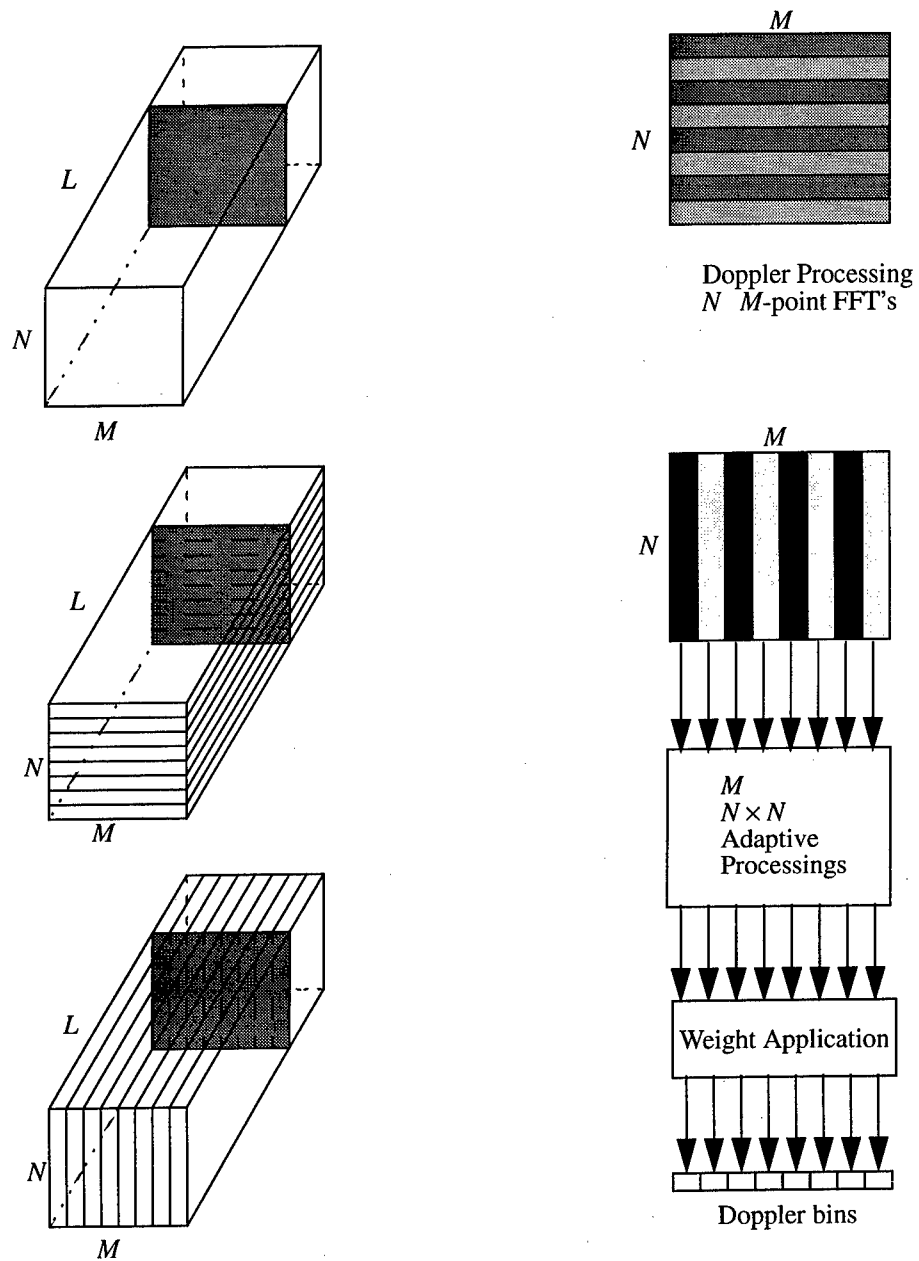 L
N
M
L
N
M
L
N
M
M
N
Doppler Processing
N M-point FFT's
M
N
M
N × N
Adaptive
Processings
Weight Application
Doppler bins